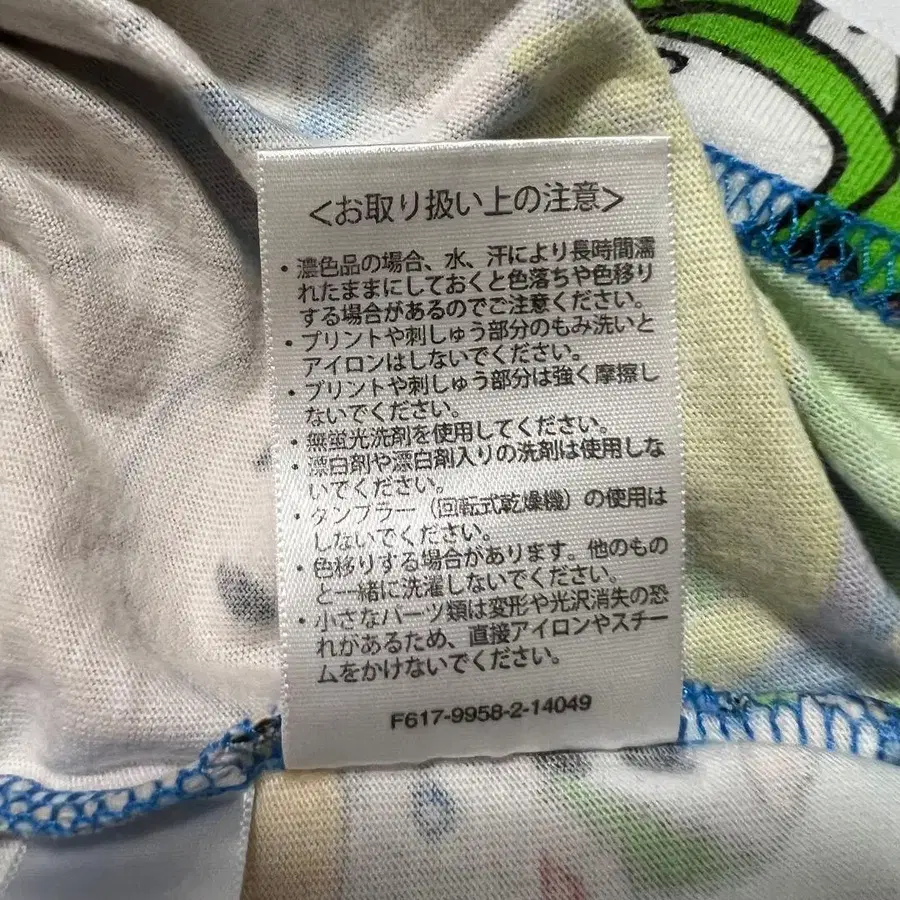 <お取り扱い上の注意>
・濃色品の場合、水、汗により長時間濡
れたままにしておくと色落ちや色移り
する場合があるのでご注意ください。
・プリントや刺しゅう部分のもみ洗いと
アイロンはしないでください。
・プリントや刺しゅう部分は強く摩擦し
ないでください。
・無蛍光洗剤を使用してください。
・漂白剤や漂白剤入りの洗剤は使用しな
いでください。
・タンブラー（回転式乾燥機）の使用は
しないでください。
・色移りする場合があります。他のもの
と一緒に洗濯しないでください。
・小さなパーツ類は変形や光沢消失の恐
れがあるため、直接アイロンやスチー
ムをかけないでください。
F617-9958-2-14049